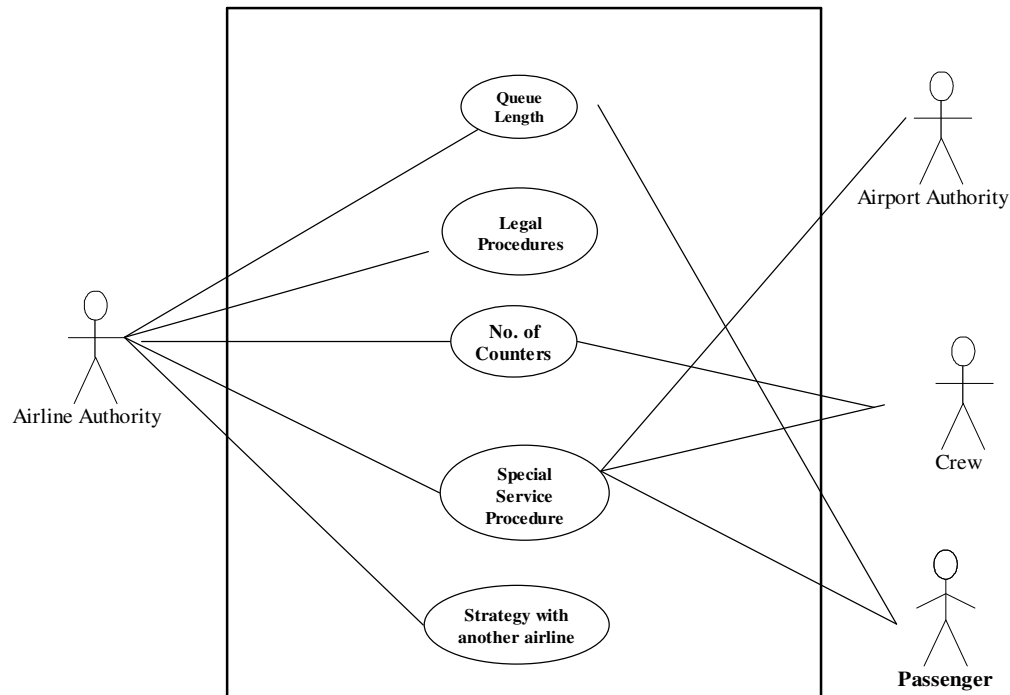 Queue
Length
Airport Authority
Legal
Procedures
No. of
Counters
Airline Authority
Crew
Special
Service
Procedure
Strategy with
another airline
Passenger